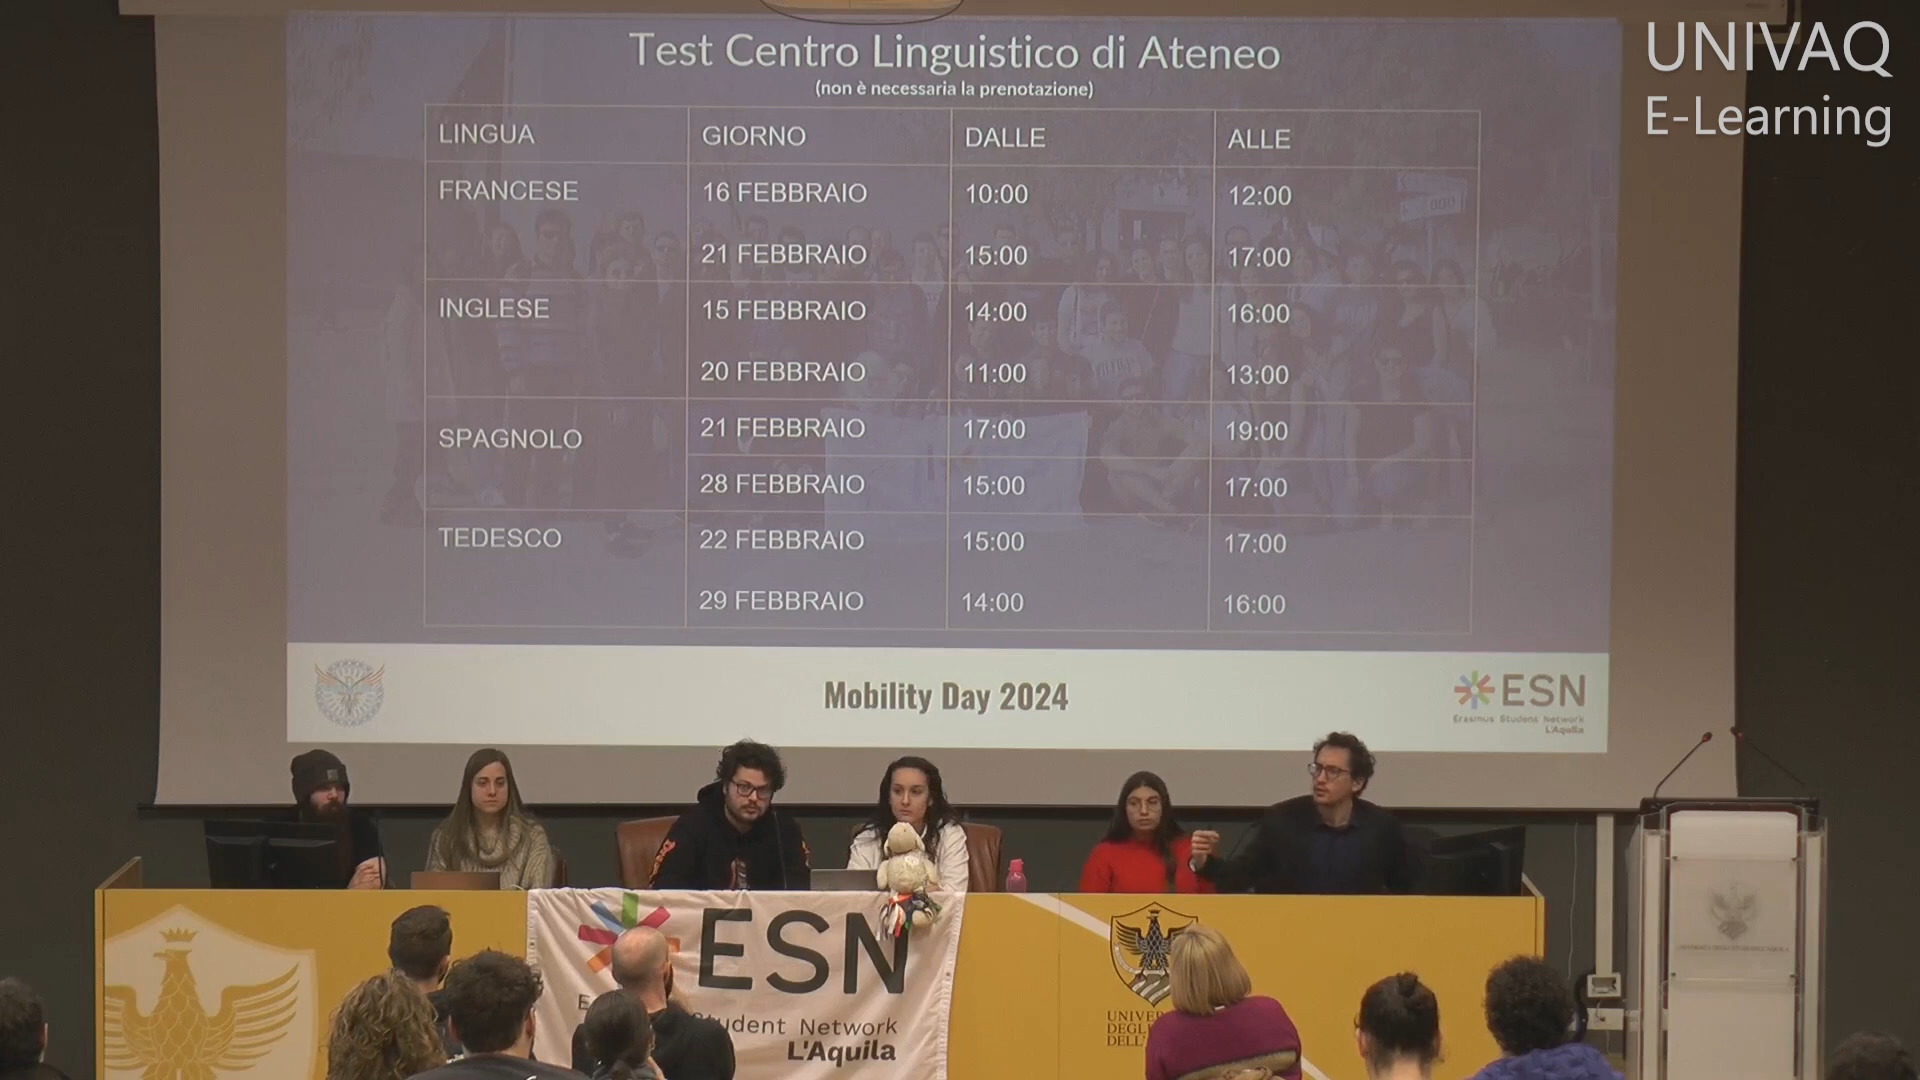 UNIVAQ
E-Learning
Test Centro Linguistico di Ateneo
(non è necessaria la prenotazione)
LINGUA GIORNO DALLE ALLE
FRANCESE 16 FEBBRAIO 10:00 12:00
21 FEBBRAIO 15:00 17:00
INGLESE 15 FEBBRAIO 14:00 16:00
20 FEBBRAIO 11:00 13:00
SPAGNOLO 21 FEBBRAIO 17:00 19:00
28 FEBBRAIO 15:00 17:00
TEDESCO 22 FEBBRAIO 15:00 17:00
29 FEBBRAIO 14:00 16:00
Mobility Day 2024
ESN
Erasmus Student Network
L'Aquila
ESN
Student Network
L'Aquila
UNIVER
DEGL
DELL'